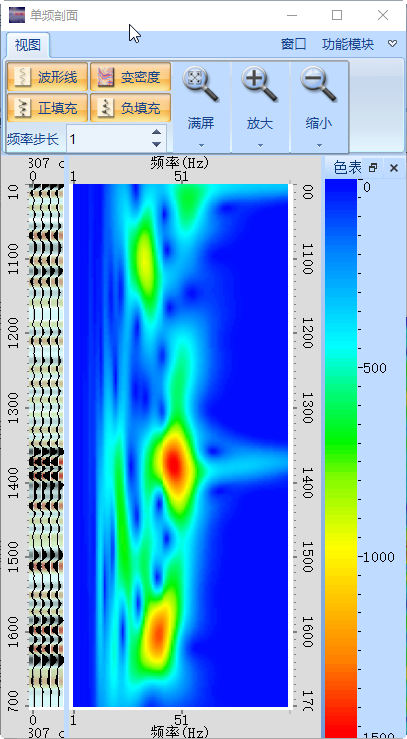 单频剖面
视图
窗口 功能模块
波形线 变密度
正填充 负填充
满屏 放大 缩小
频率步长 1
307 c 频率(Hz) 色表
0 1 51
10 00 0
1100 1100
1200 1200
500
1300 1300
1400 1400
1500 1500
1000
1600 1600
700 170
0 1 51
307 c 频率(Hz) 1500